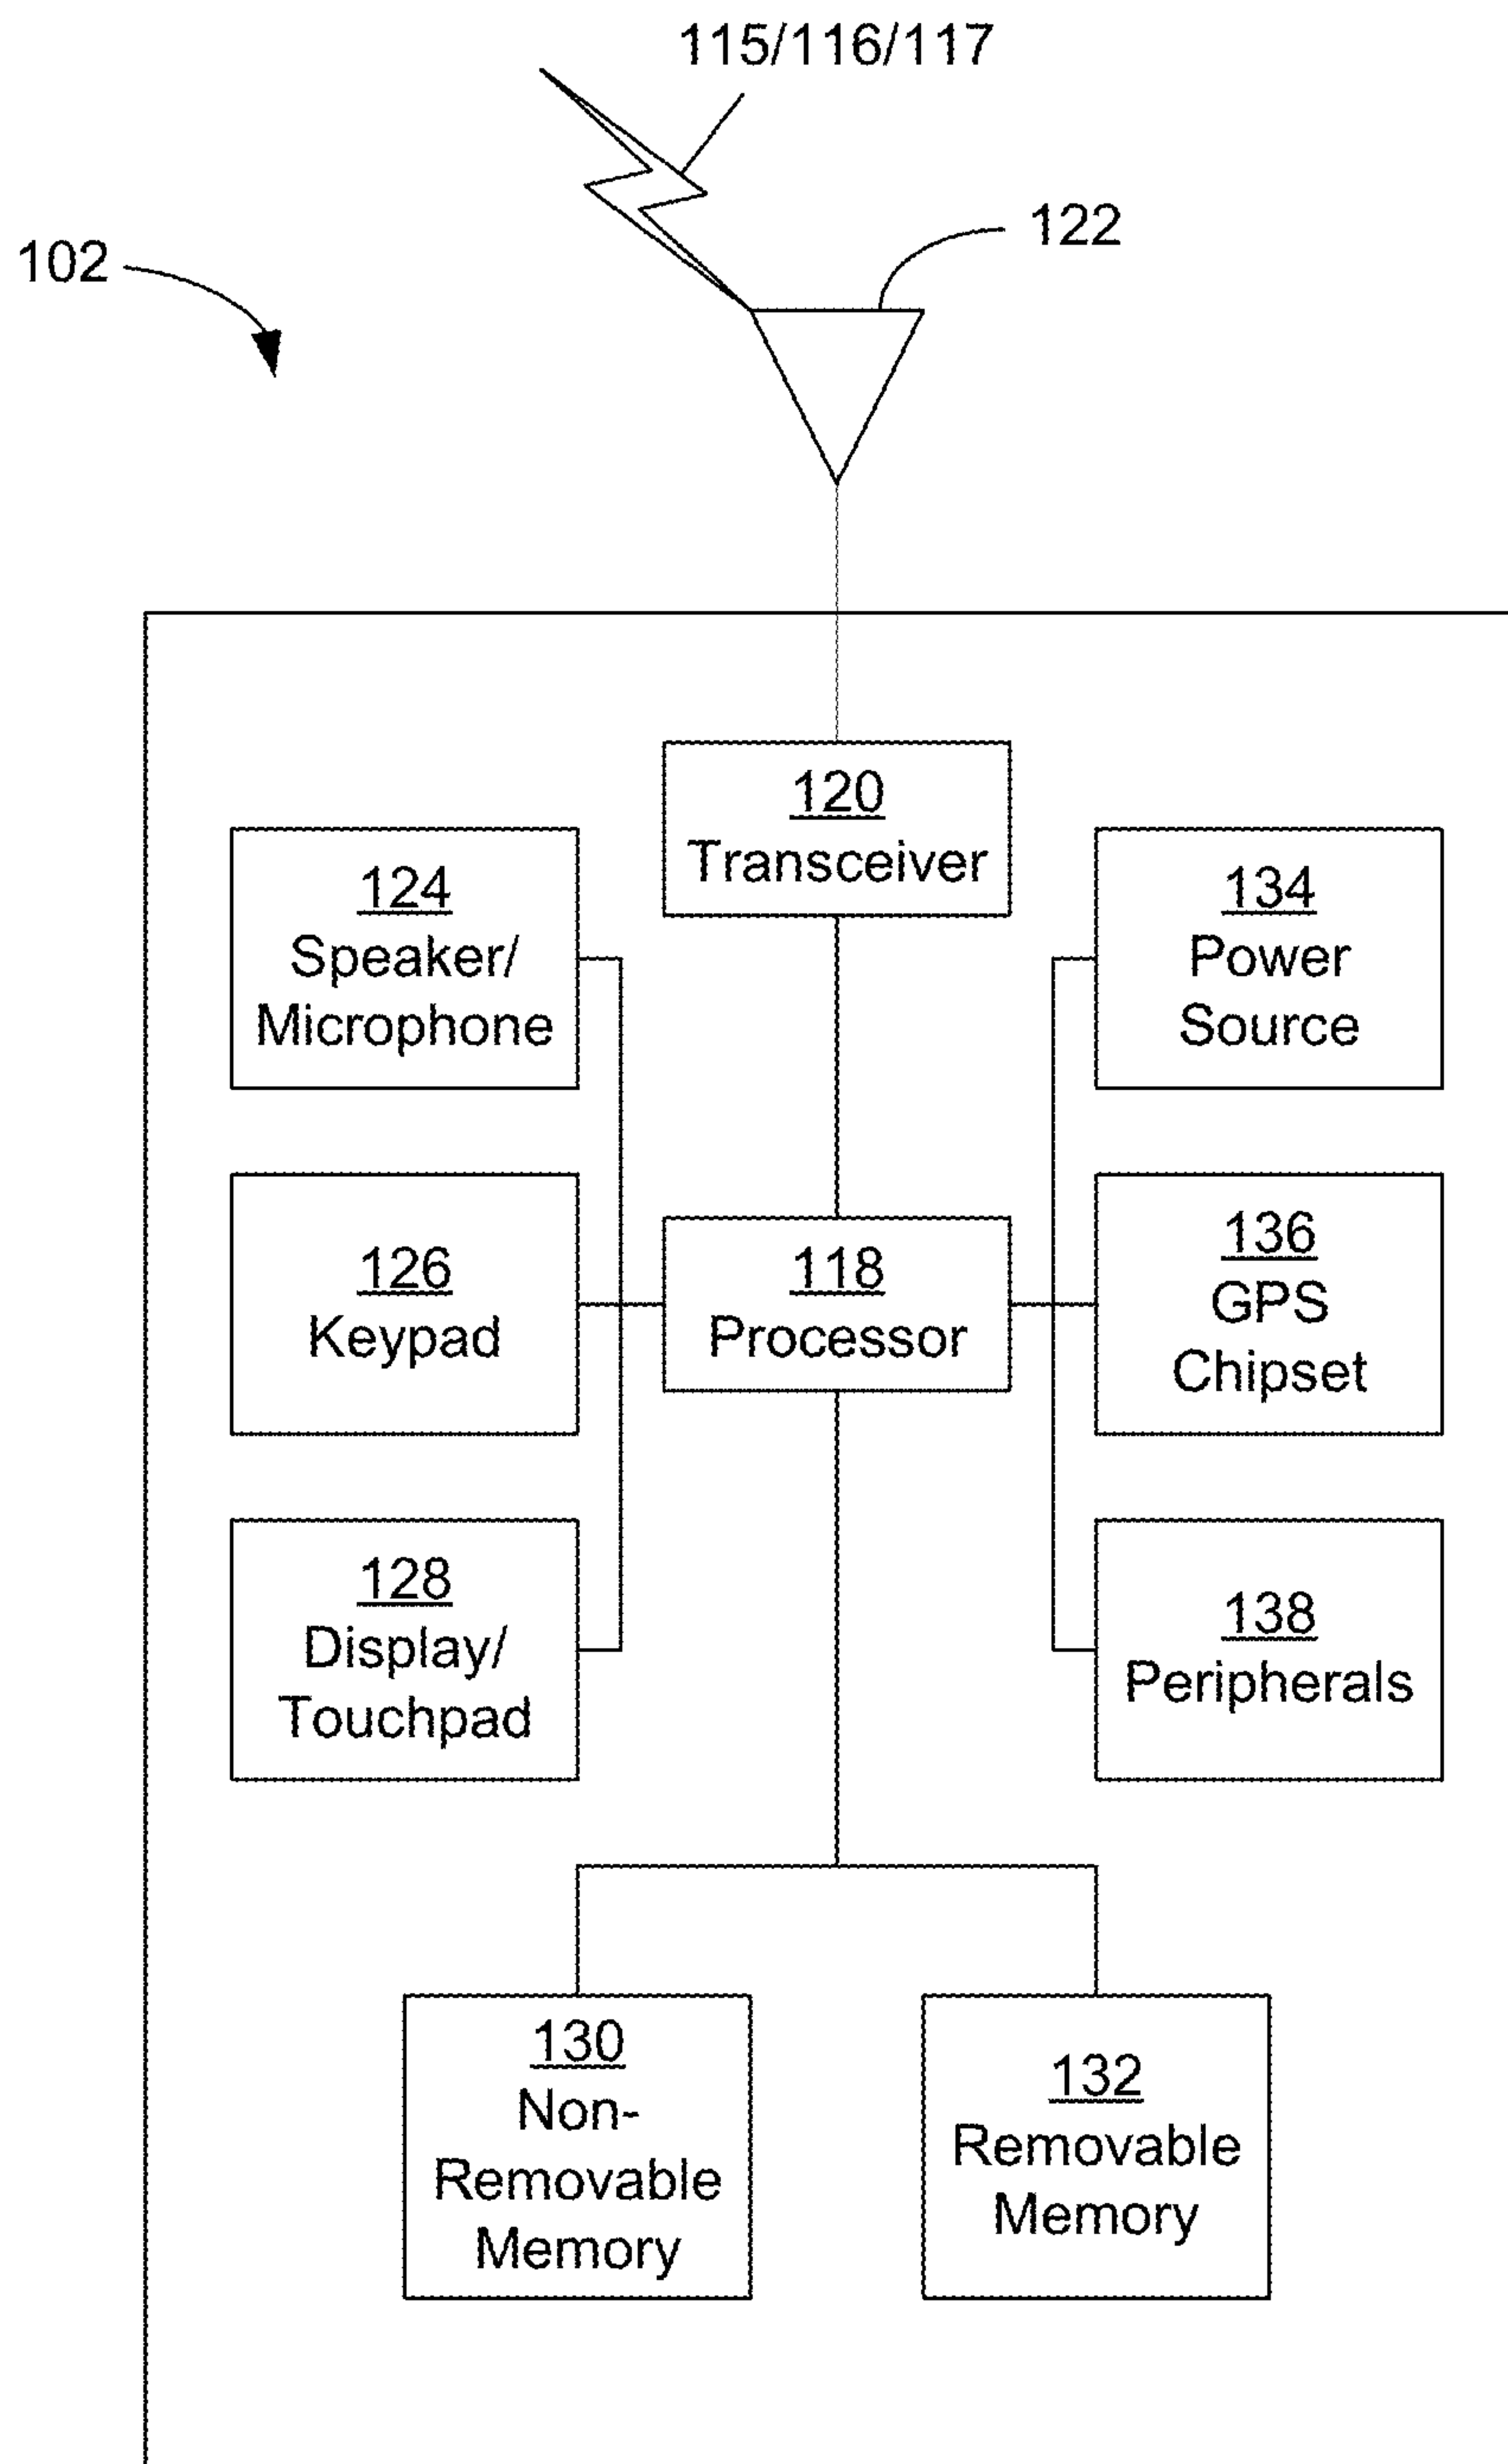 115/116/117
122
102
120
Transceiver
124
Speaker/
Microphone
134
Power
Source
126
Keypad
118
Processor
136
GPS
Chipset
128
Display/
Touchpad
138
Peripherals
130
Non-
Removable
Memory
132
Removable
Memory